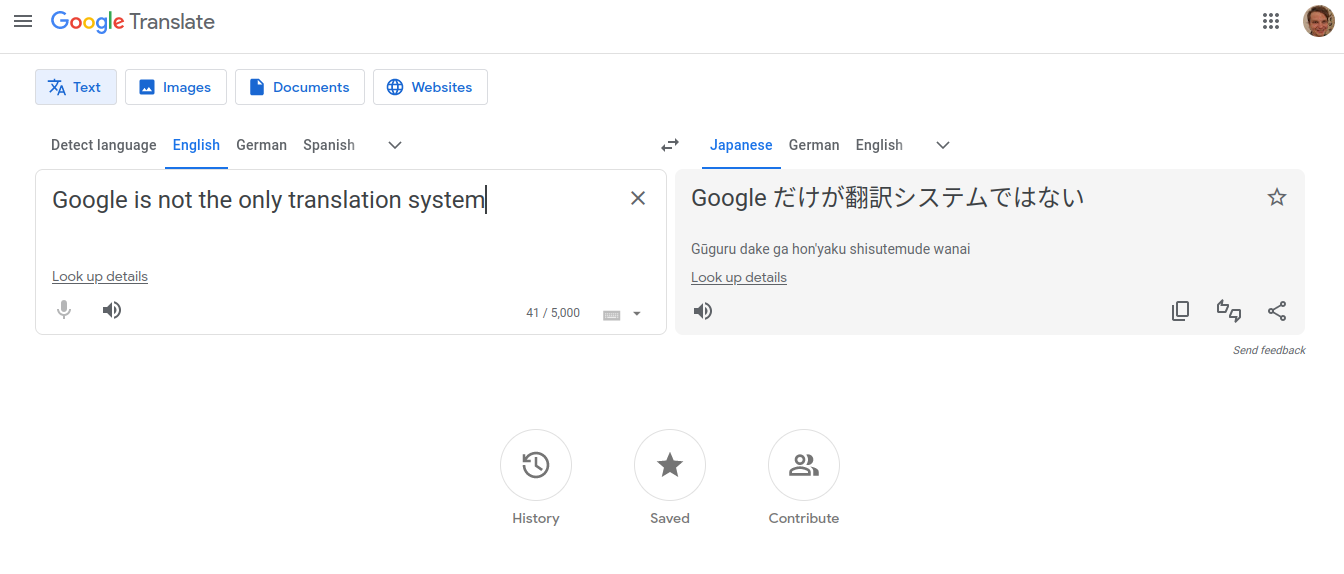 Google Translate
Text Images Documents Websites
Detect language English German Spanish Japanese German English
Google is not the only translation system
Google だけが翻訳システムではない
Gūguru dake ga hon'yaku shisutemude wanai
Look up details
Look up details
41 / 5,000
Send feedback
History Saved Contribute